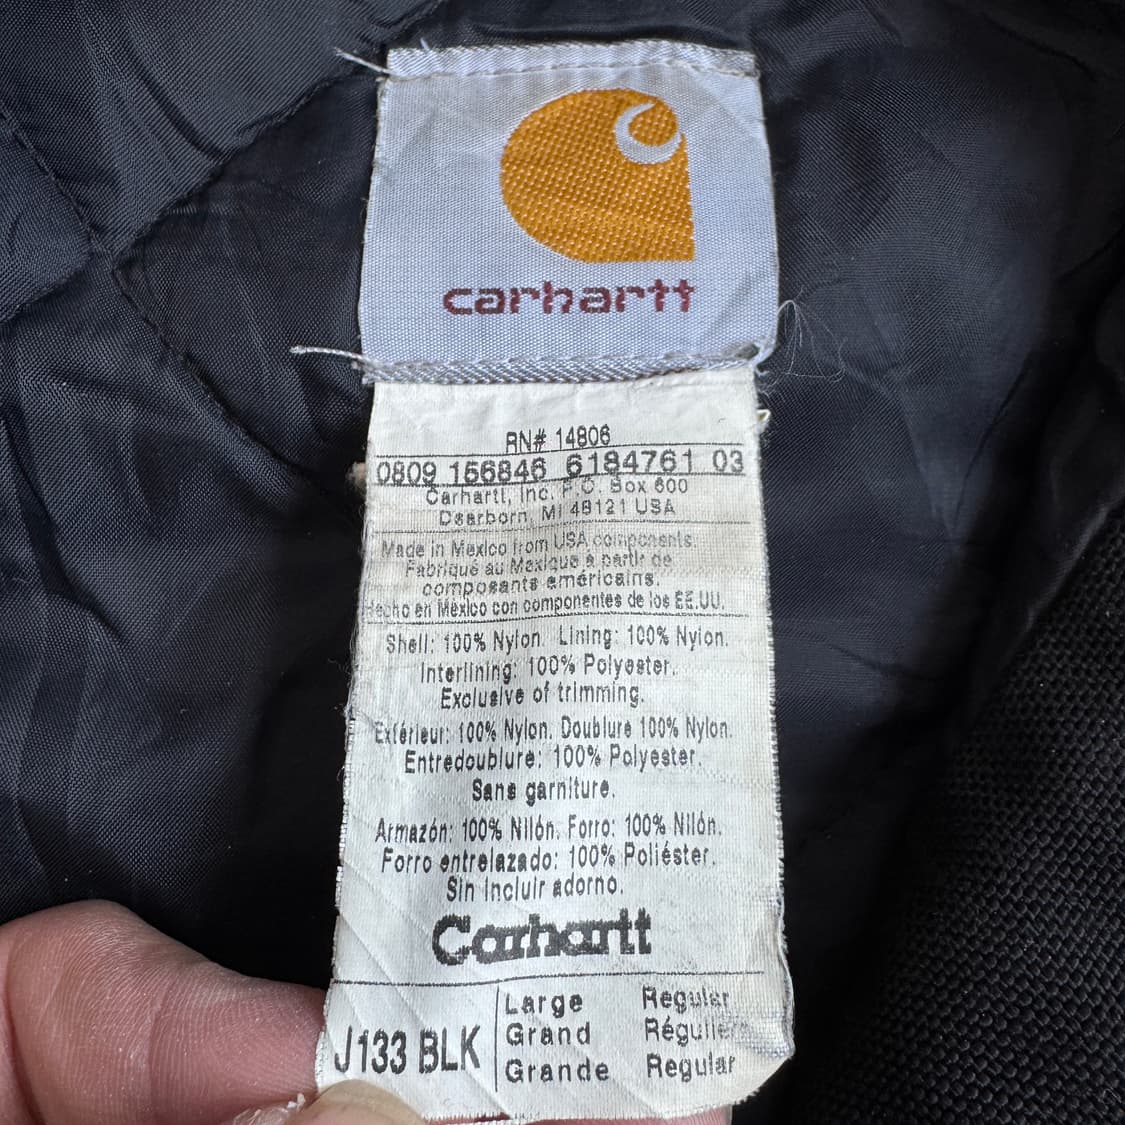 carhartt
RN# 14806
0809 156846 6184761 03
Carhartt, Inc. P.O. Box 600
Dearborn, MI 48121 USA
Made in Mexico from USA components.
Fabriqué au Mexique à partir de
composants américains.
Hecho en México con componentes de los EE.UU.
Shell: 100% Nylon. Lining: 100% Nylon.
Interlining: 100% Polyester.
Exclusive of trimming.
Extérieur: 100% Nylon. Doublure 100% Nylon.
Entredoublure: 100% Polyester.
Sans garniture.
Armazón: 100% Nilón. Forro: 100% Nilón.
Forro entrelazado: 100% Poliéster.
Sin Incluir adorno.
Carhartt
J133 BLK
Large Regular
Grand Régulier
Grande Regular